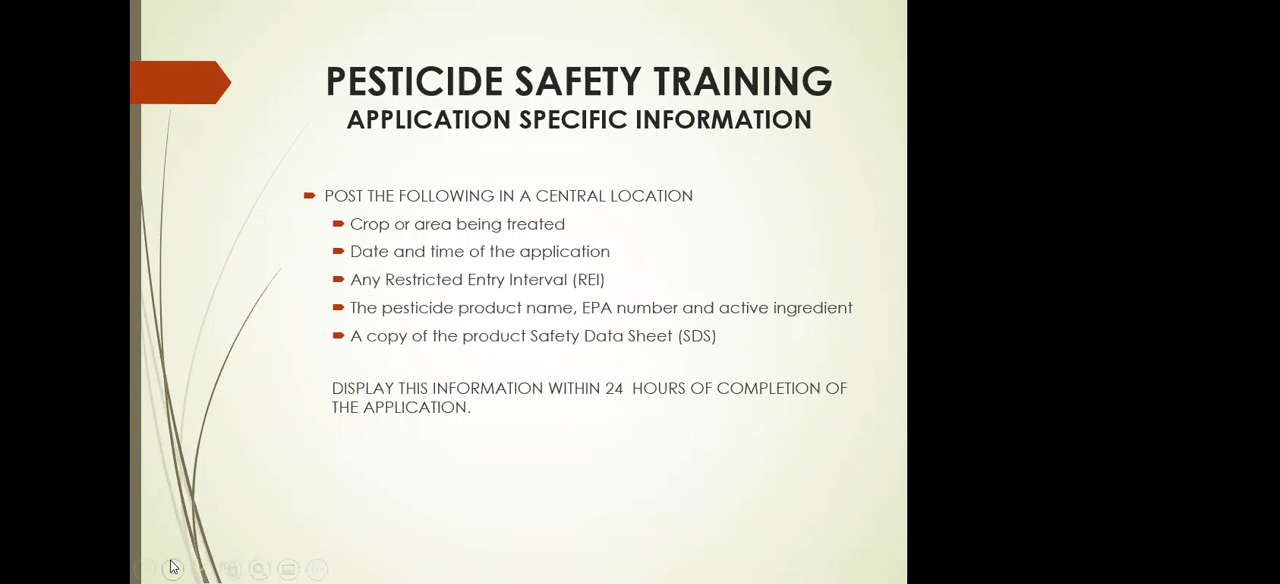 PESTICIDE SAFETY TRAINING
APPLICATION SPECIFIC INFORMATION
POST THE FOLLOWING IN A CENTRAL LOCATION
Crop or area being treated
Date and time of the application
Any Restricted Entry Interval (REI)
The pesticide product name, EPA number and active ingredient
A copy of the product Safety Data Sheet (SDS)
DISPLAY THIS INFORMATION WITHIN 24 HOURS OF COMPLETION OF
THE APPLICATION.